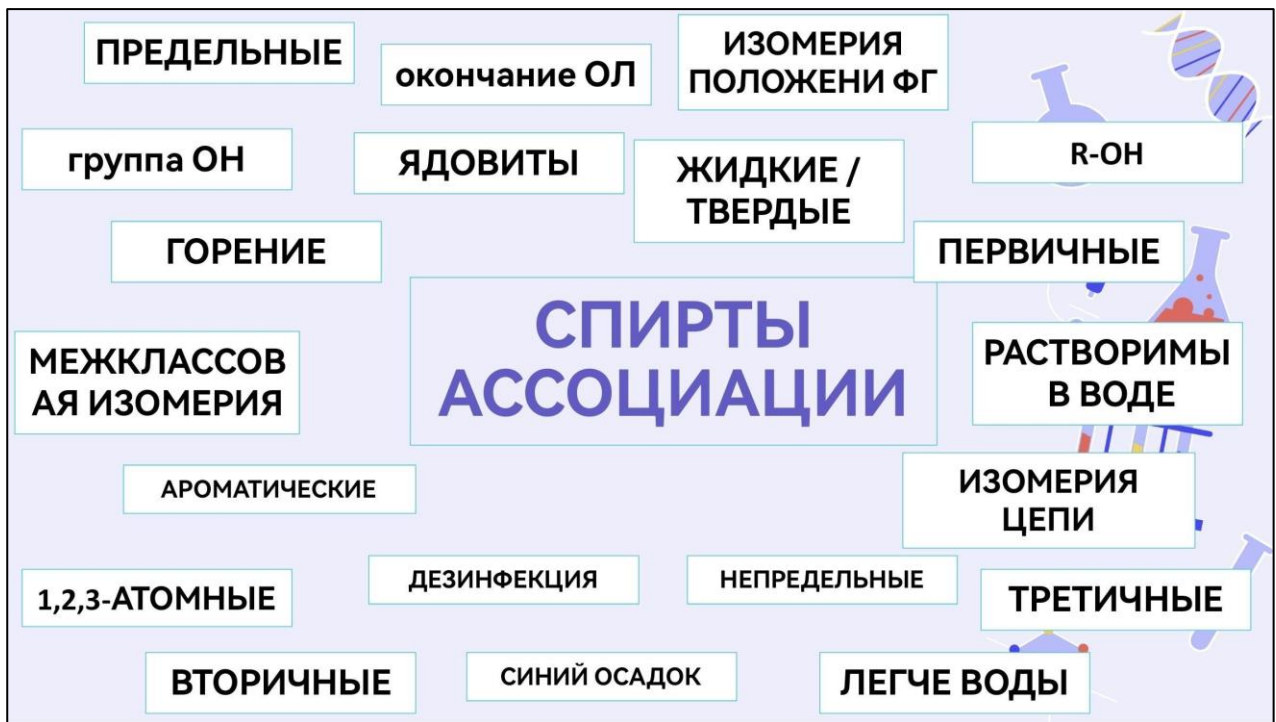 ПРЕДЕЛЬНЫЕ
окончание ОЛ
ИЗОМЕРИЯ
ПОЛОЖЕНИ ФГ
группа ОН
ЯДОВИТЫ
ЖИДКИЕ /
ТВЕРДЫЕ
R-OH
ГОРЕНИЕ
ПЕРВИЧНЫЕ
СПИРТЫ
АССОЦИАЦИИ
МЕЖКЛАССОВ
АЯ ИЗОМЕРИЯ
РАСТВОРИМЫ
В ВОДЕ
АРОМАТИЧЕСКИЕ
ИЗОМЕРИЯ
ЦЕПИ
1,2,3-АТОМНЫЕ
ДЕЗИНФЕКЦИЯ
НЕПРЕДЕЛЬНЫЕ
ТРЕТИЧНЫЕ
ВТОРИЧНЫЕ
СИНИЙ ОСАДОК
ЛЕГЧЕ ВОДЫ